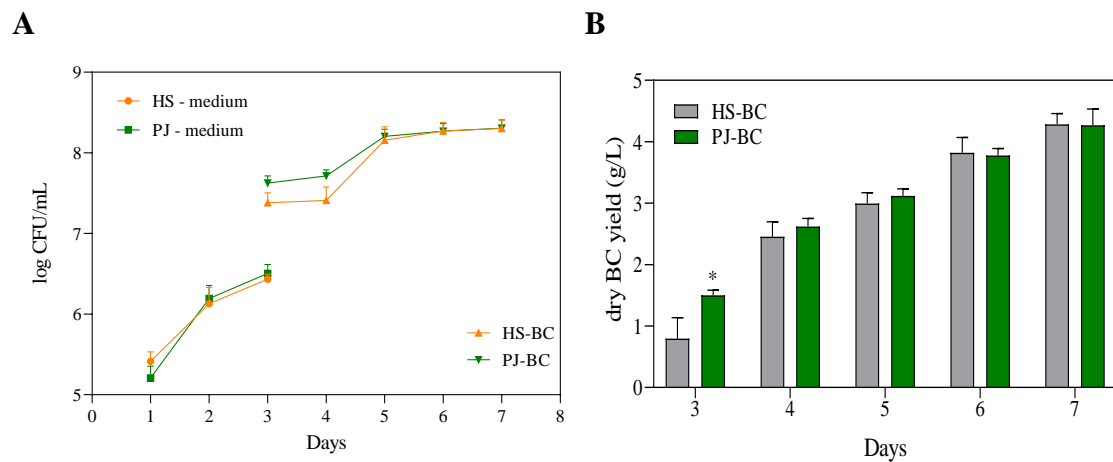 A
log CFU/mL
9
8
7
6
5
HS - medium
PJ - medium
HS-BC
PJ-BC
0 1 2 3 4 5 6 7 8
Days
B
dry BC yield (g/L)
5
4
3
2
1
0
HS-BC
PJ-BC
*
3 4 5 6 7
Days